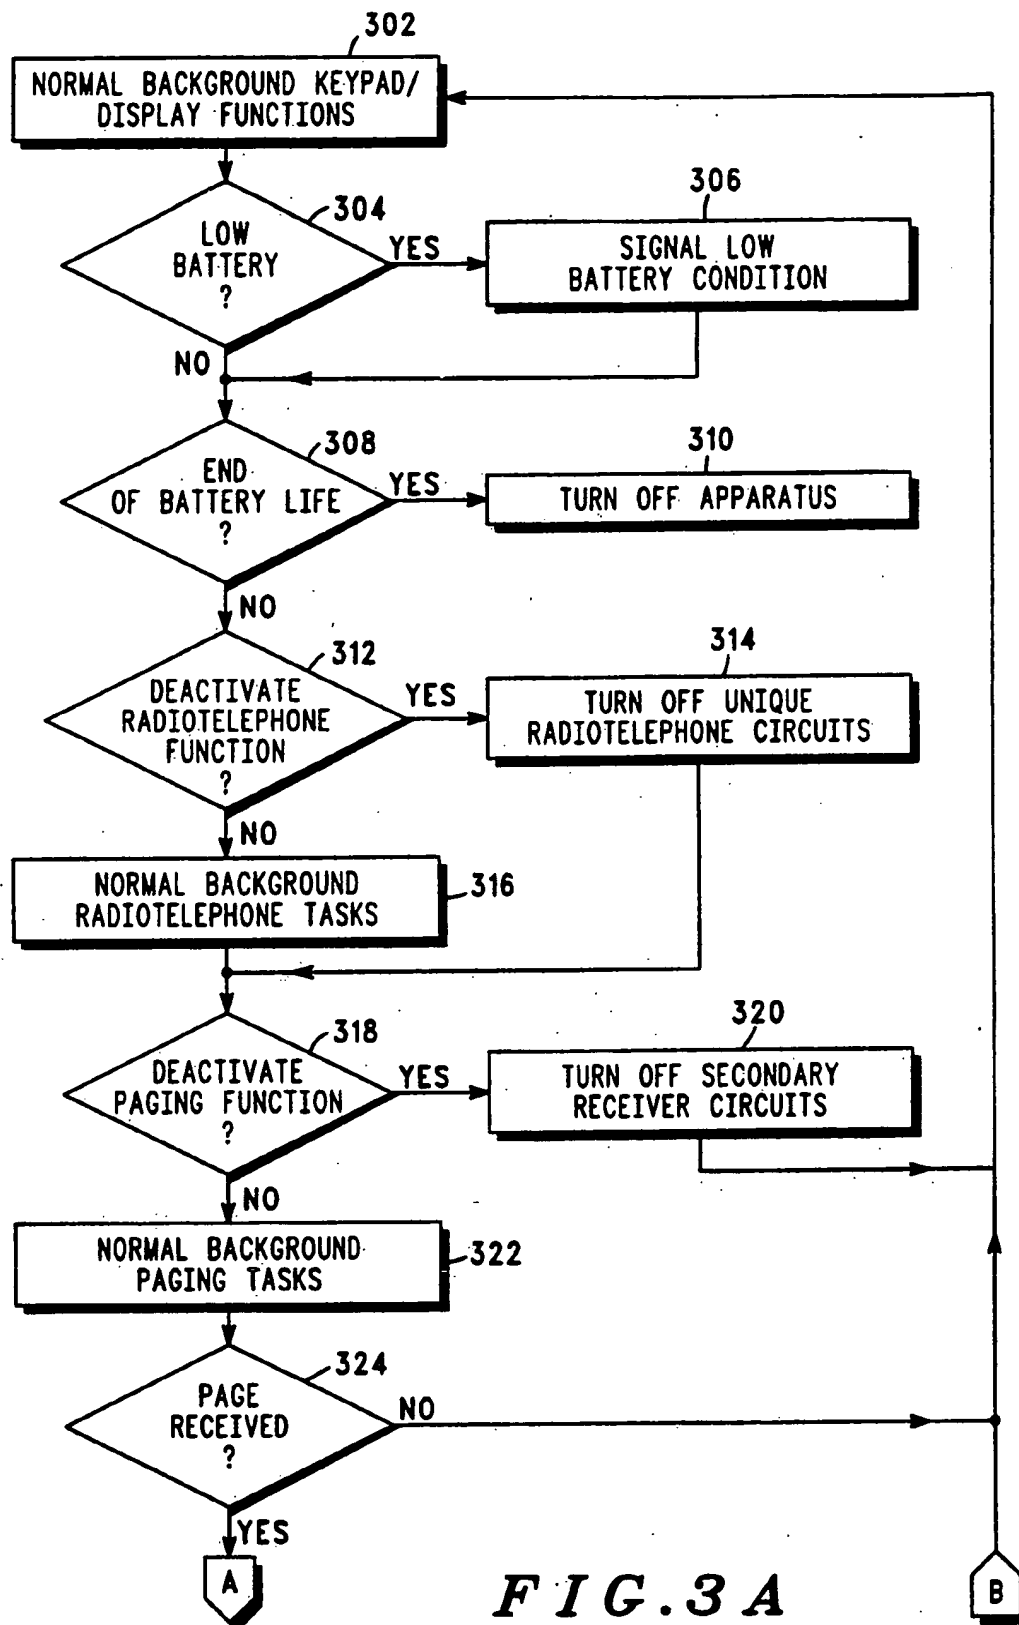 302
NORMAL BACKGROUND KEYPAD/
DISPLAY FUNCTIONS
304
LOW
BATTERY
?
YES
306
SIGNAL LOW
BATTERY CONDITION
NO
308
END
OF BATTERY LIFE
?
YES
310
TURN OFF APPARATUS
NO
312
DEACTIVATE
RADIOTELEPHONE
FUNCTION
?
YES
314
TURN OFF UNIQUE
RADIOTELEPHONE CIRCUITS
NO
NORMAL BACKGROUND
RADIOTELEPHONE TASKS
316
318
DEACTIVATE
PAGING FUNCTION
?
YES
320
TURN OFF SECONDARY
RECEIVER CIRCUITS
NO
NORMAL BACKGROUND
PAGING TASKS
322
324
PAGE
RECEIVED
?
NO
YES
A
FIG.3A
B